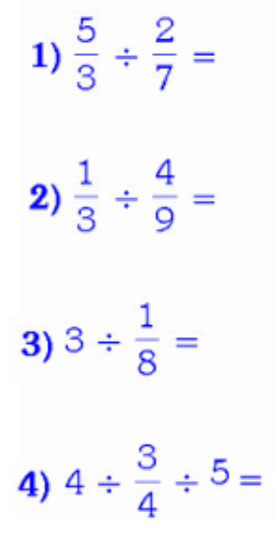 1) 5/3 ÷ 2/7 =
2) 1/3 ÷ 4/9 =
3) 3 ÷ 1/8 =
4) 4 ÷ 3/4 ÷ 5 =